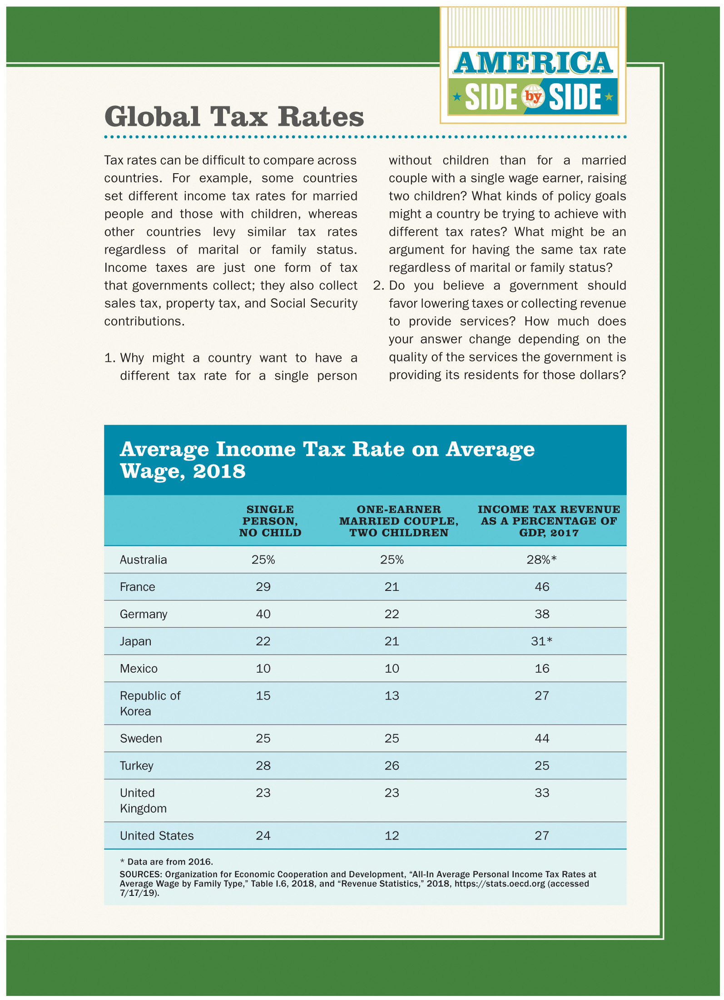 AMERICA
SIDE by SIDE
Global Tax Rates
Tax rates can be difficult to compare across
countries. For example, some countries
set different income tax rates for married
people and those with children, whereas
other countries levy similar tax rates
regardless of marital or family status.
Income taxes are just one form of tax
that governments collect; they also collect
sales tax, property tax, and Social Security
contributions.
1. Why might a country want to have a
different tax rate for a single person
without children than for a married
couple with a single wage earner, raising
two children? What kinds of policy goals
might a country be trying to achieve with
different tax rates? What might be an
argument for having the same tax rate
regardless of marital or family status?
2. Do you believe a government should
favor lowering taxes or collecting revenue
to provide services? How much does
your answer change depending on the
quality of the services the government is
providing its residents for those dollars?
Average Income Tax Rate on Average
Wage, 2018
SINGLE
PERSON,
NO CHILD
ONE-EARNER
MARRIED COUPLE,
TWO CHILDREN
INCOME TAX REVENUE
AS A PERCENTAGE OF
GDP, 2017
Australia 25% 25% 28%*
France 29 21 46
Germany 40 22 38
Japan 22 21 31*
Mexico 10 10 16
Republic of 15 13 27
Korea
Sweden 25 25 44
Turkey 28 26 25
United 23 23 33
Kingdom
United States 24 12 27
* Data are from 2016.
SOURCES: Organization for Economic Cooperation and Development, “All-In Average Personal Income Tax Rates at
Average Wage by Family Type,” Table I.6, 2018, and “Revenue Statistics,” 2018, https://stats.oecd.org (accessed
7/17/19).